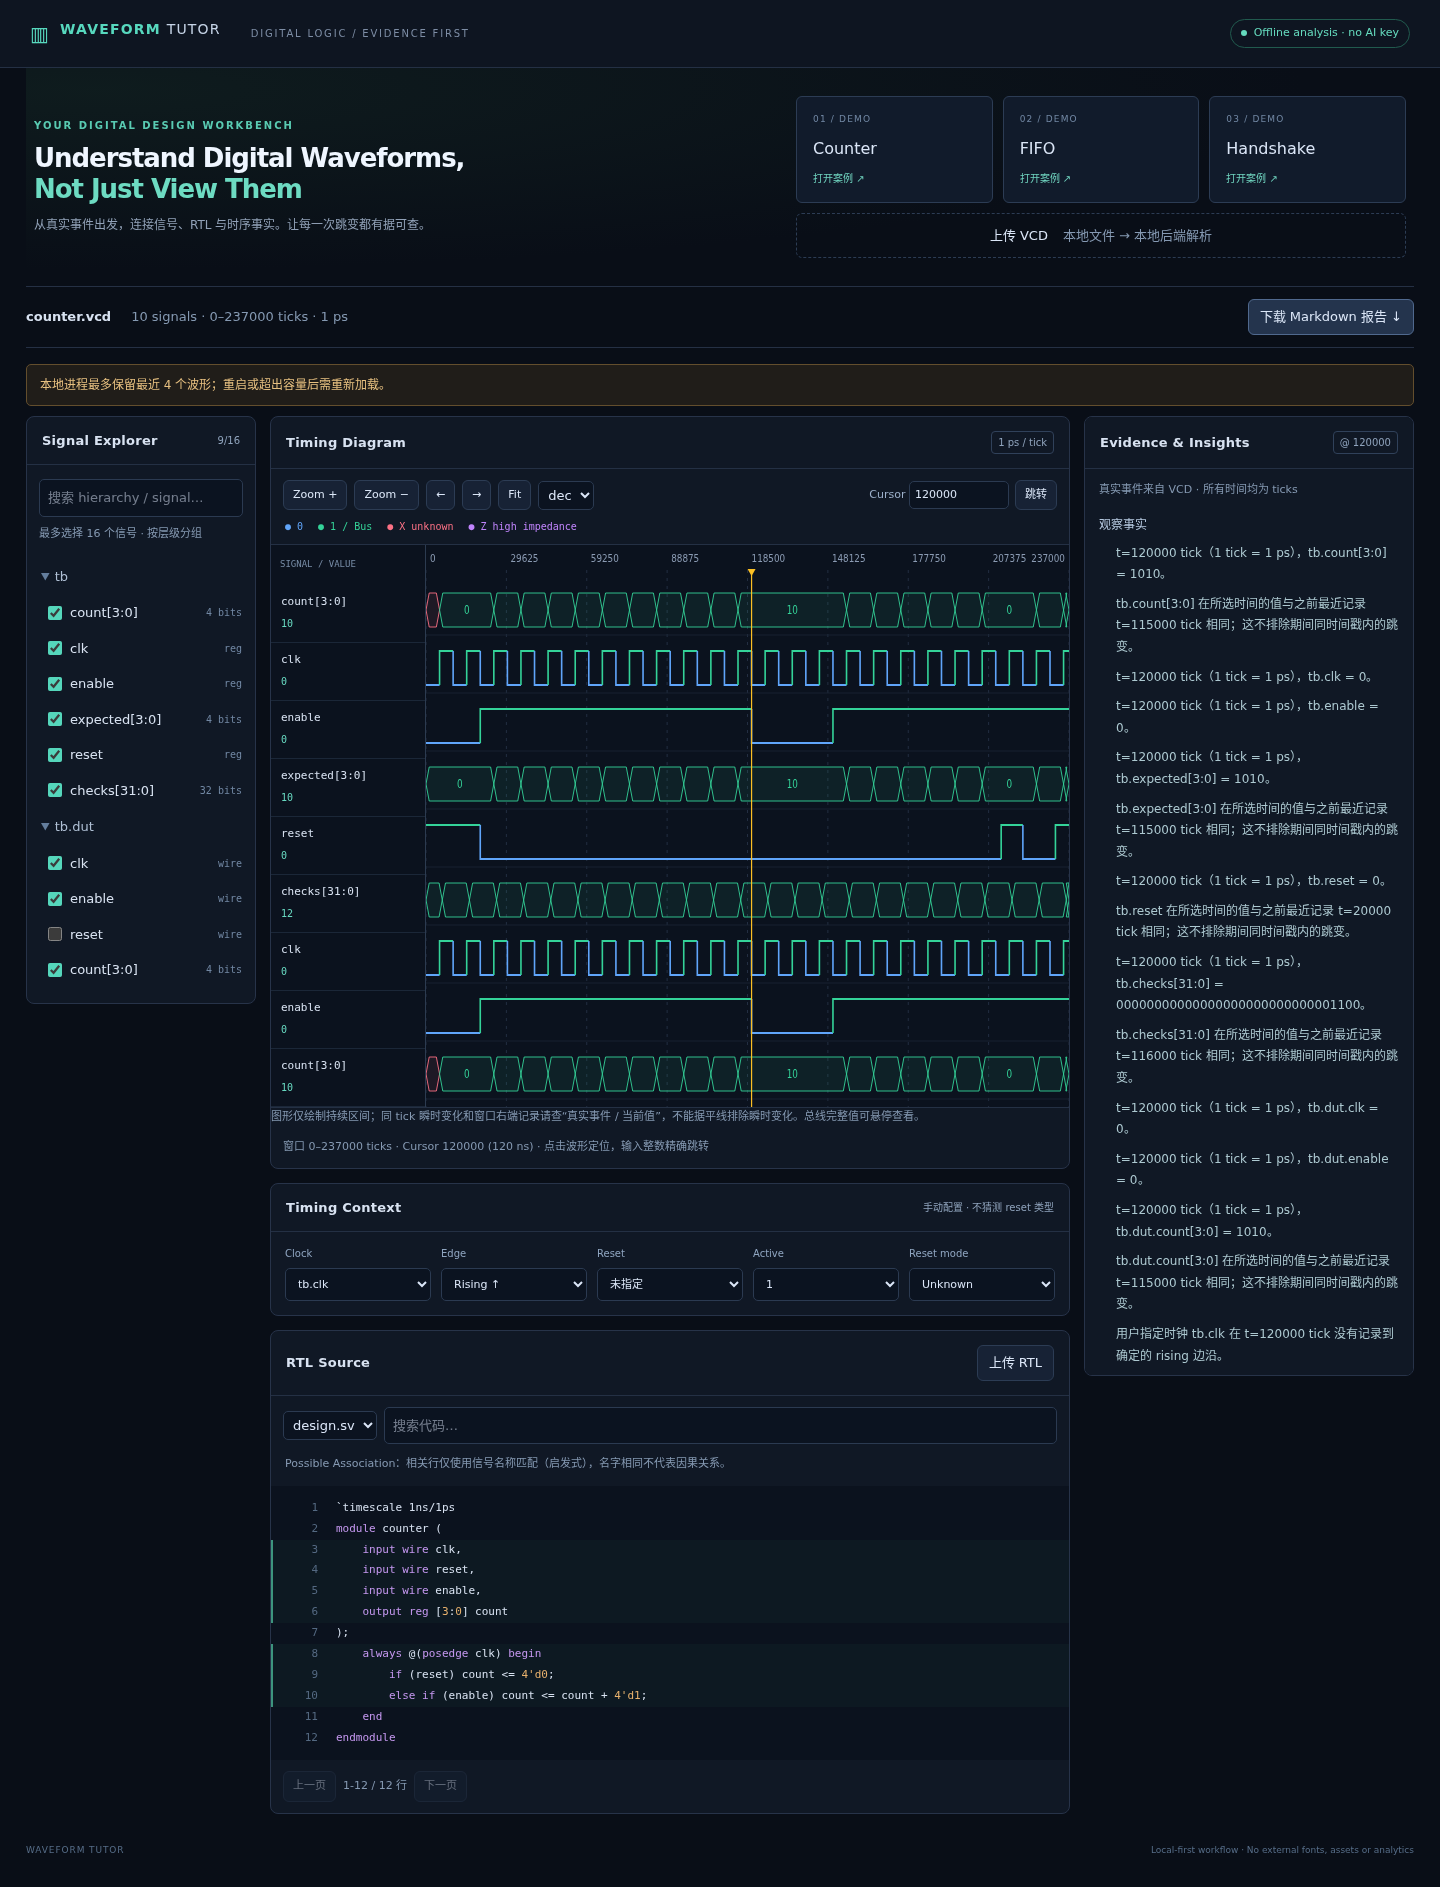 WAVEFORM TUTOR
DIGITAL LOGIC / EVIDENCE FIRST
Offline analysis · no AI key
YOUR DIGITAL DESIGN WORKBENCH
Understand Digital Waveforms,
Not Just View Them
从真实事件出发，连接信号、RTL 与时序事实。让每一次跳变都有据可查。
01 / DEMO
Counter
打开案例 ↗
02 / DEMO
FIFO
打开案例 ↗
03 / DEMO
Handshake
打开案例 ↗
上传 VCD 本地文件 → 本地后端解析
counter.vcd 10 signals · 0–237000 ticks · 1 ps
下载 Markdown 报告 ↓
本地进程最多保留最近 4 个波形；重启或超出容量后需重新加载。
Signal Explorer 9/16
搜索 hierarchy / signal…
最多选择 16 个信号 · 按层级分组
▼ tb
count[3:0] 4 bits
clk reg
enable reg
expected[3:0] 4 bits
reset reg
checks[31:0] 32 bits
▼ tb.dut
clk wire
enable wire
reset wire
count[3:0] 4 bits
Timing Diagram 1 ps / tick
Zoom + Zoom − ← → Fit dec Cursor 120000 跳转
0 1 / Bus X unknown Z high impedance
SIGNAL / VALUE 0 29625 59250 88875 118500 148125 177750 207375 237000
count[3:0] 0 10 0
10
clk
0
enable
0
expected[3:0] 0 10 0
10
reset
0
checks[31:0]
12
clk
0
enable
0
count[3:0] 0 10 0
10
图形仅绘制持续区间；同 tick 瞬时变化和窗口右端记录请查“真实事件 / 当前值”，不能据平线排除瞬时变化。总线完整值可悬停查看。
窗口 0–237000 ticks · Cursor 120000 (120 ns) · 点击波形定位，输入整数精确跳转
Timing Context 手动配置 · 不猜测 reset 类型
Clock Edge Reset Active Reset mode
tb.clk Rising ↑ 未指定 1 Unknown
RTL Source 上传 RTL
design.sv 搜索代码…
Possible Association：相关行仅使用信号名称匹配（启发式），名字相同不代表因果关系。
1 `timescale 1ns/1ps
2 module counter (
3 input wire clk,
4 input wire reset,
5 input wire enable,
6 output reg [3:0] count
7 );
8 always @(posedge clk) begin
9 if (reset) count <= 4'd0;
10 else if (enable) count <= count + 4'd1;
11 end
12 endmodule
上一页 1-12 / 12 行 下一页
Evidence & Insights @ 120000
真实事件来自 VCD · 所有时间均为 ticks
观察事实
t=120000 tick（1 tick = 1 ps），tb.count[3:0]
= 1010。
tb.count[3:0] 在所选时间的值与之前最近记录
t=115000 tick 相同；这不排除期间同时间戳内的跳
变。
t=120000 tick（1 tick = 1 ps），tb.clk = 0。
t=120000 tick（1 tick = 1 ps），tb.enable =
0。
t=120000 tick（1 tick = 1 ps），
tb.expected[3:0] = 1010。
tb.expected[3:0] 在所选时间的值与之前最近记录
t=115000 tick 相同；这不排除期间同时间戳内的跳
变。
t=120000 tick（1 tick = 1 ps），tb.reset = 0。
tb.reset 在所选时间的值与之前最近记录 t=20000
tick 相同；这不排除期间同时间戳内的跳变。
t=120000 tick（1 tick = 1 ps），
tb.checks[31:0] =
00000000000000000000000000001100。
tb.checks[31:0] 在所选时间的值与之前最近记录
t=116000 tick 相同；这不排除期间同时间戳内的跳
变。
t=120000 tick（1 tick = 1 ps），tb.dut.clk =
0。
t=120000 tick（1 tick = 1 ps），tb.dut.enable
= 0。
t=120000 tick（1 tick = 1 ps），
tb.dut.count[3:0] = 1010。
tb.dut.count[3:0] 在所选时间的值与之前最近记录
t=115000 tick 相同；这不排除期间同时间戳内的跳
变。
用户指定时钟 tb.clk 在 t=120000 tick 没有记录到
确定的 rising 边沿。
WAVEFORM TUTOR
Local-first workflow · No external fonts, assets or analytics